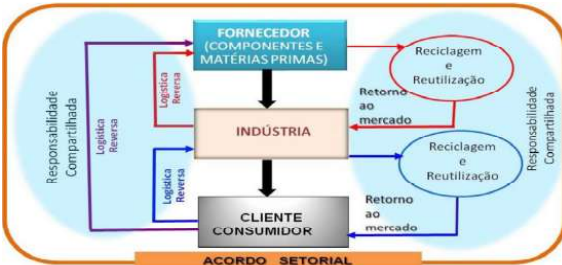 FORNECEDOR
(COMPONENTES E
MATÉRIAS PRIMAS)
Reciclagem
e
Reutilização
Retorno
ao
mercado
Logística
Reversa
INDÚSTRIA
Responsabilidade
Compartilhada
Logística
Reversa
Logística
Reversa
Reciclagem
e
Reutilização
Retorno
ao
mercado
Responsabilidade
Compartilhada
CLIENTE
CONSUMIDOR
ACORDO SETORIAL